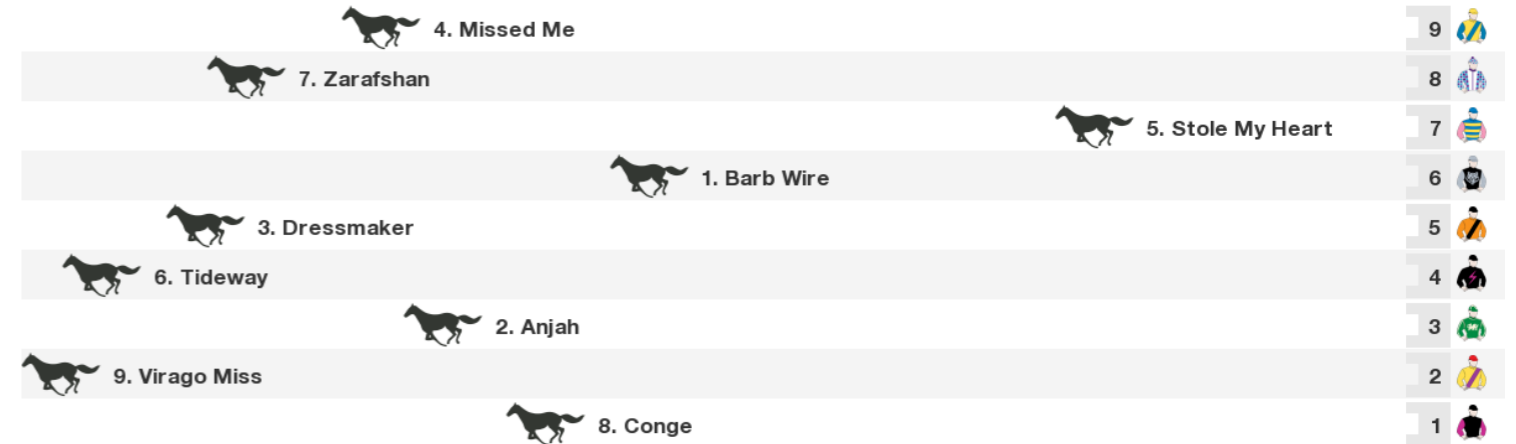 4. Missed Me 9
7. Zarafshan 8
5. Stole My Heart 7
1. Barb Wire 6
3. Dressmaker 5
6. Tideway 4
2. Anjah 3
9. Virago Miss 2
8. Conge 1